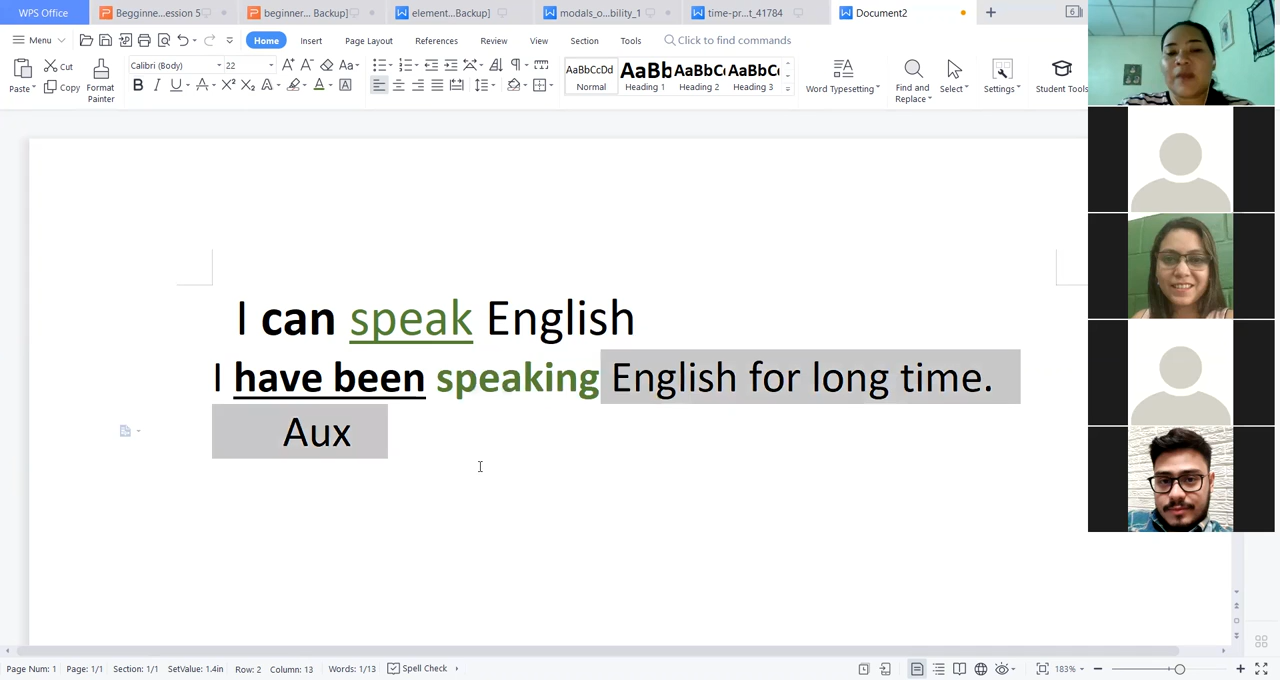 WPS Office
Begginne...ession 5
beginner... Backup]
element...Backup]
modals_o...bility_1
time-pr...t_41784
Document2
6
Menu
Home
Insert
Page Layout
References
Review
View
Section
Tools
Click to find commands
Paste
Cut
Copy
Format Painter
Calibri (Body)
22
AaBbCcDd
Normal
AaBb
Heading 1
AaBbCc
Heading 2
AaBbCc
Heading 3
Word Typesetting
Find and Replace
Select
Settings
Student Tools
I can speak English
I have been speaking English for long time.
Aux
Page Num: 1
Page: 1/1
Section: 1/1
SetValue: 1.4in
Row: 2
Column: 13
Words: 1/13
Spell Check
183%